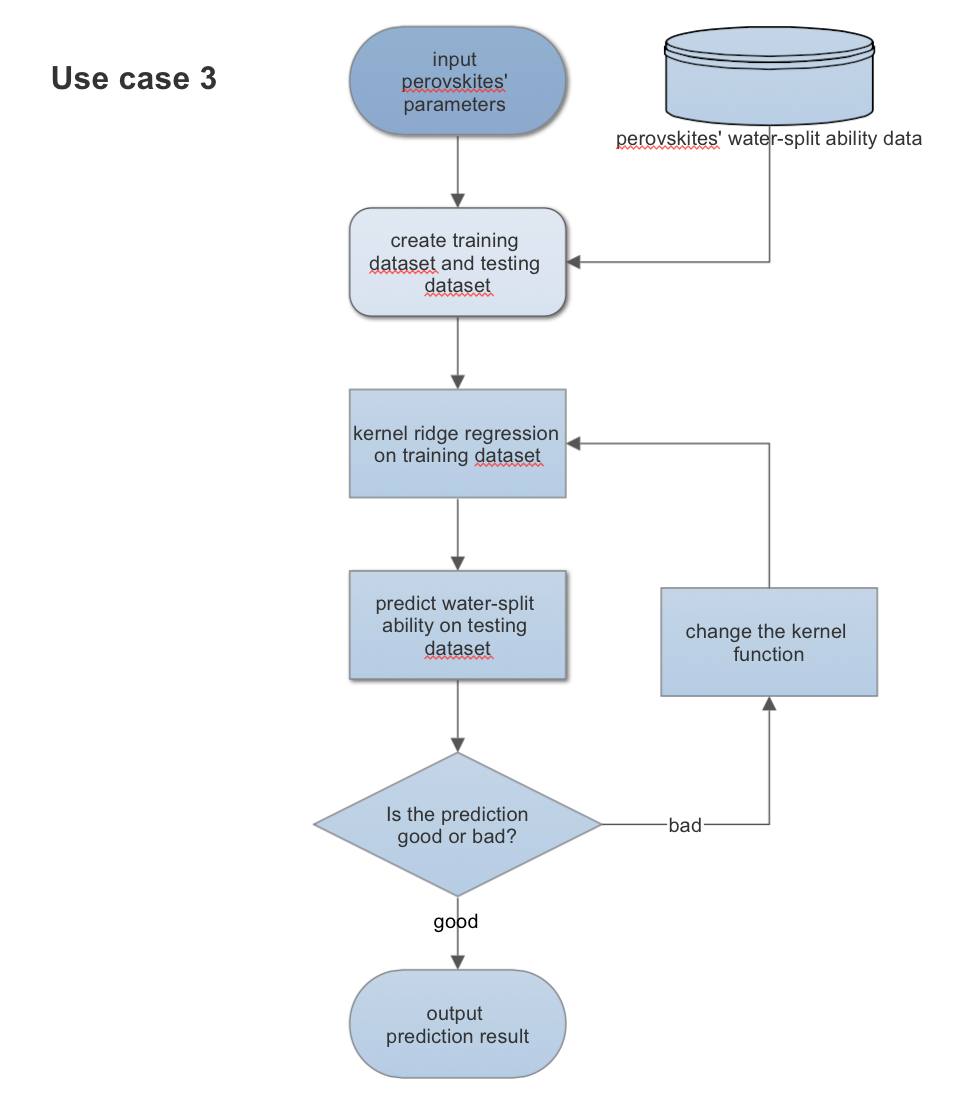 Use case 3
input
perovskites'
parameters
perovskites' water-split ability data
create training
dataset and testing
dataset
kernel ridge regression
on training dataset
predict water-split
ability on testing
dataset
change the kernel
function
Is the prediction
good or bad?
bad
good
output
prediction result